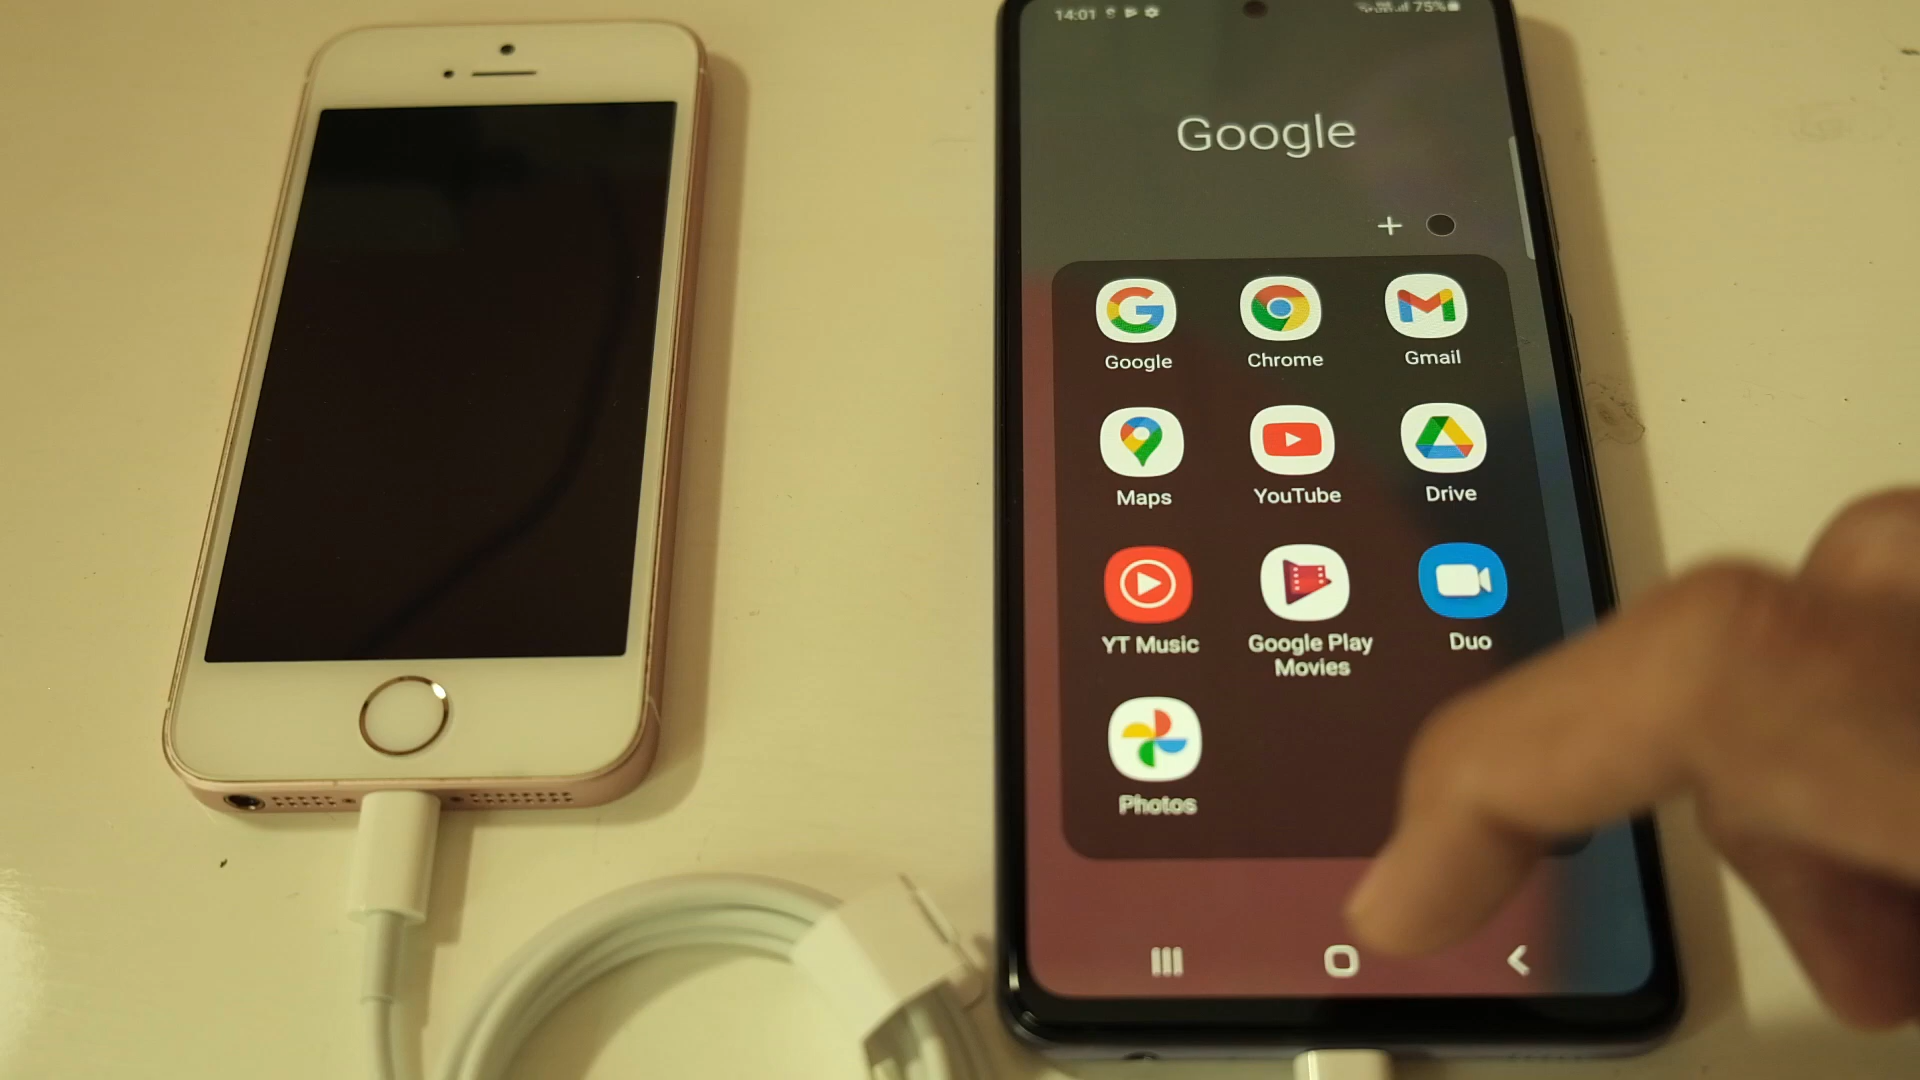 14:01
75%
Google
+
Google Chrome Gmail
Maps YouTube Drive
YT Music Google Play Movies Duo
Photos